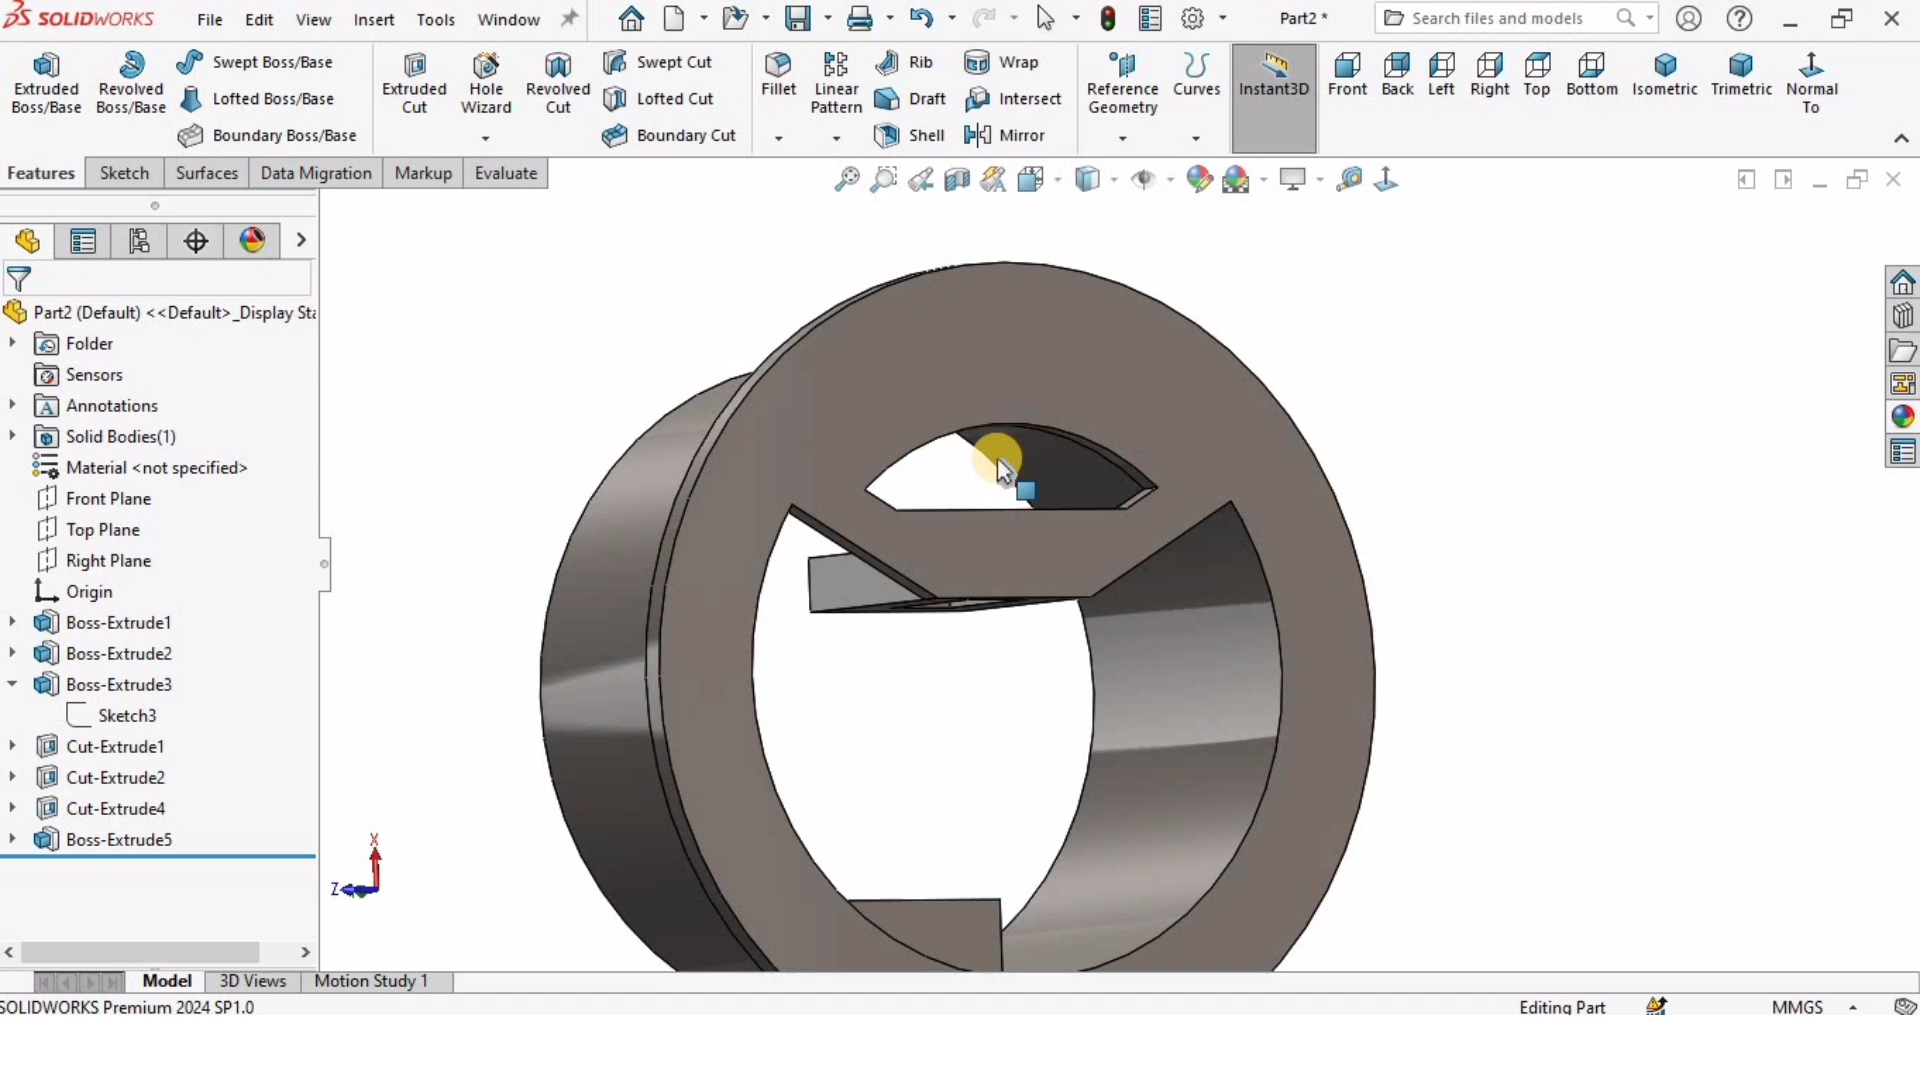 SOLIDWORKS File Edit View Insert Tools Window Part2 * Search files and models
Extruded Boss/Base
Revolved Boss/Base
Swept Boss/Base
Lofted Boss/Base
Boundary Boss/Base
Extruded Cut
Hole Wizard
Revolved Cut
Swept Cut
Lofted Cut
Boundary Cut
Fillet
Linear Pattern
Rib
Draft
Shell
Wrap
Intersect
Mirror
Reference Geometry
Curves
Instant3D
Front Back Left Right Top Bottom Isometric Trimetric Normal To
Features Sketch Surfaces Data Migration Markup Evaluate
Part2 (Default) <<Default>_Display Sta
Folder
Sensors
Annotations
Solid Bodies(1)
Material <not specified>
Front Plane
Top Plane
Right Plane
Origin
Boss-Extrude1
Boss-Extrude2
Boss-Extrude3
Sketch3
Cut-Extrude1
Cut-Extrude2
Cut-Extrude4
Boss-Extrude5
X
Z
Model 3D Views Motion Study 1
SOLIDWORKS Premium 2024 SP1.0 Editing Part MMGS